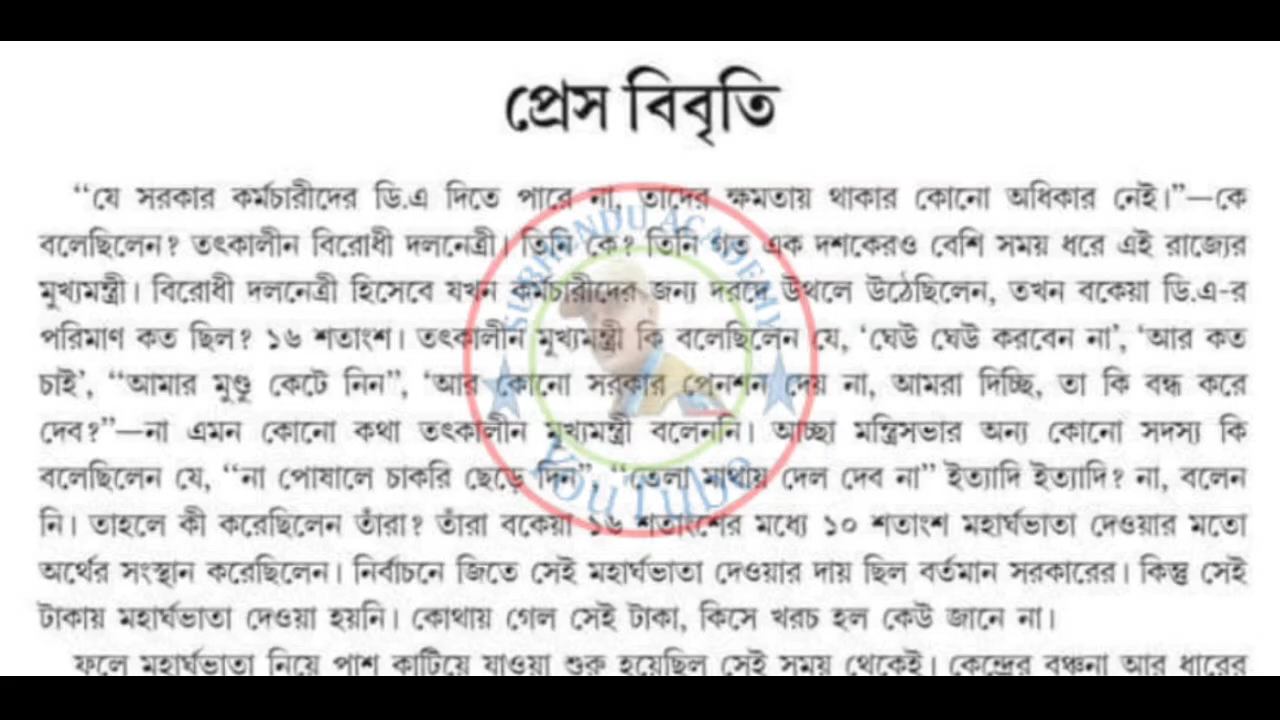 প্রেস বিবৃতি
“যে সরকার কর্মচারীদের ডি.এ দিতে পারে না, তাদের ক্ষমতায় থাকার কোনো অধিকার নেই।”—কে
বলেছিলেন? তৎকালীন বিরোধী দলনেত্রী। তিনি কে? তিনি গত এক দশকেরও বেশি সময় ধরে এই রাজ্যের
মুখ্যমন্ত্রী। বিরোধী দলনেত্রী হিসেবে যখন কর্মচারীদের জন্য দরদে উথলে উঠেছিলেন, তখন বকেয়া ডি.এ-র
পরিমাণ কত ছিল? ১৬ শতাংশ। তৎকালীন মুখ্যমন্ত্রী কি বলেছিলেন যে, ‘ঘেউ ঘেউ করবেন না’, ‘আর কত
চাই’, “আমার মুণ্ডু কেটে নিন”, ‘আর কোনো সরকার পেনশন দেয় না, আমরা দিচ্ছি, তা কি বন্ধ করে
দেব?”—না এমন কোনো কথা তৎকালীন মুখ্যমন্ত্রী বলেননি। আচ্ছা মন্ত্রিসভার অন্য কোনো সদস্য কি
বলেছিলেন যে, “না পোষালে চাকরি ছেড়ে দিন”, “তেলা মাথায় দেল দেব না” ইত্যাদি ইত্যাদি? না, বলেন
নি। তাহলে কী করেছিলেন তাঁরা? তাঁরা বকেয়া ১৬ শতাংশের মধ্যে ১০ শতাংশ মহার্ঘভাতা দেওয়ার মতো
অর্থের সংস্থান করেছিলেন। নির্বাচনে জিতে সেই মহার্ঘভাতা দেওয়ার দায় ছিল বর্তমান সরকারের। কিন্তু সেই
টাকায় মহার্ঘভাতা দেওয়া হয়নি। কোথায় গেল সেই টাকা, কিসে খরচ হল কেউ জানে না।
ফলে মহার্ঘভাতা নিয়ে পাশ কাটিয়ে যাওয়া শুরু হয়েছিল সেই সময় থেকেই। কেন্দ্রের বঞ্চনা আর ধারের
SUBHENDU ACADEMY
YouTube